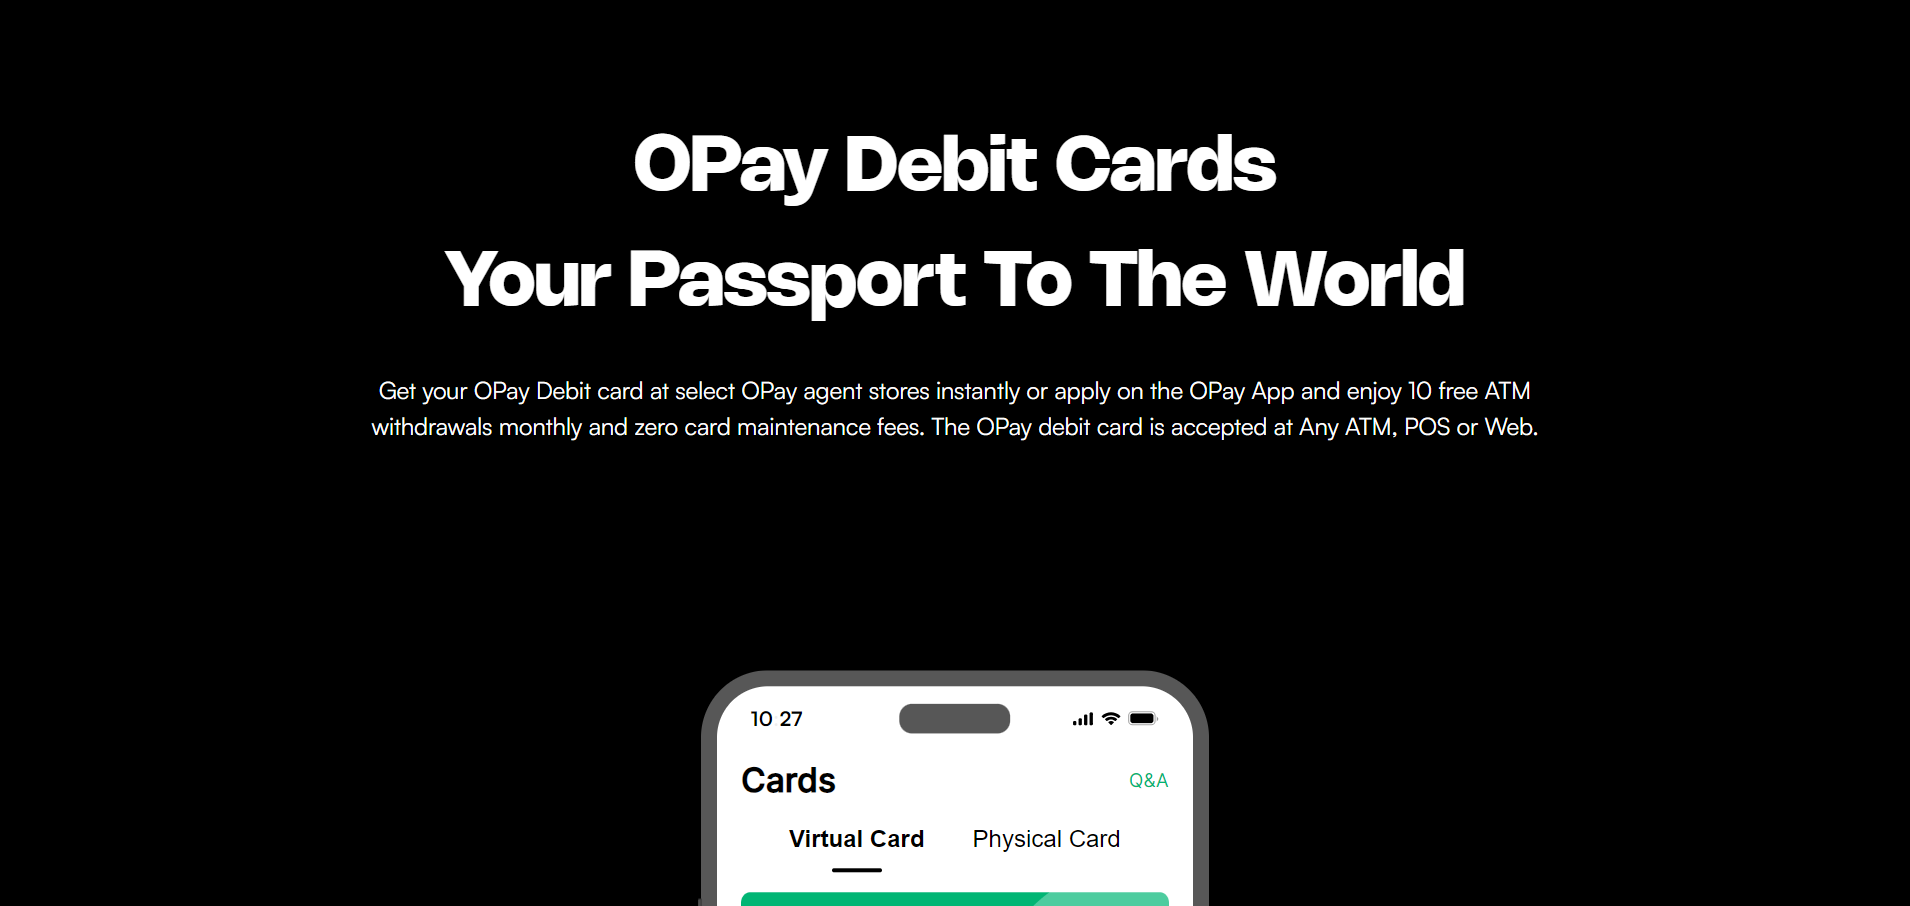 OPay Debit Cards
Your Passport To The World
Get your OPay Debit card at select OPay agent stores instantly or apply on the OPay App and enjoy 10 free ATM
withdrawals monthly and zero card maintenance fees. The OPay debit card is accepted at Any ATM, POS or Web.
10 27
Cards Q&A
Virtual Card Physical Card